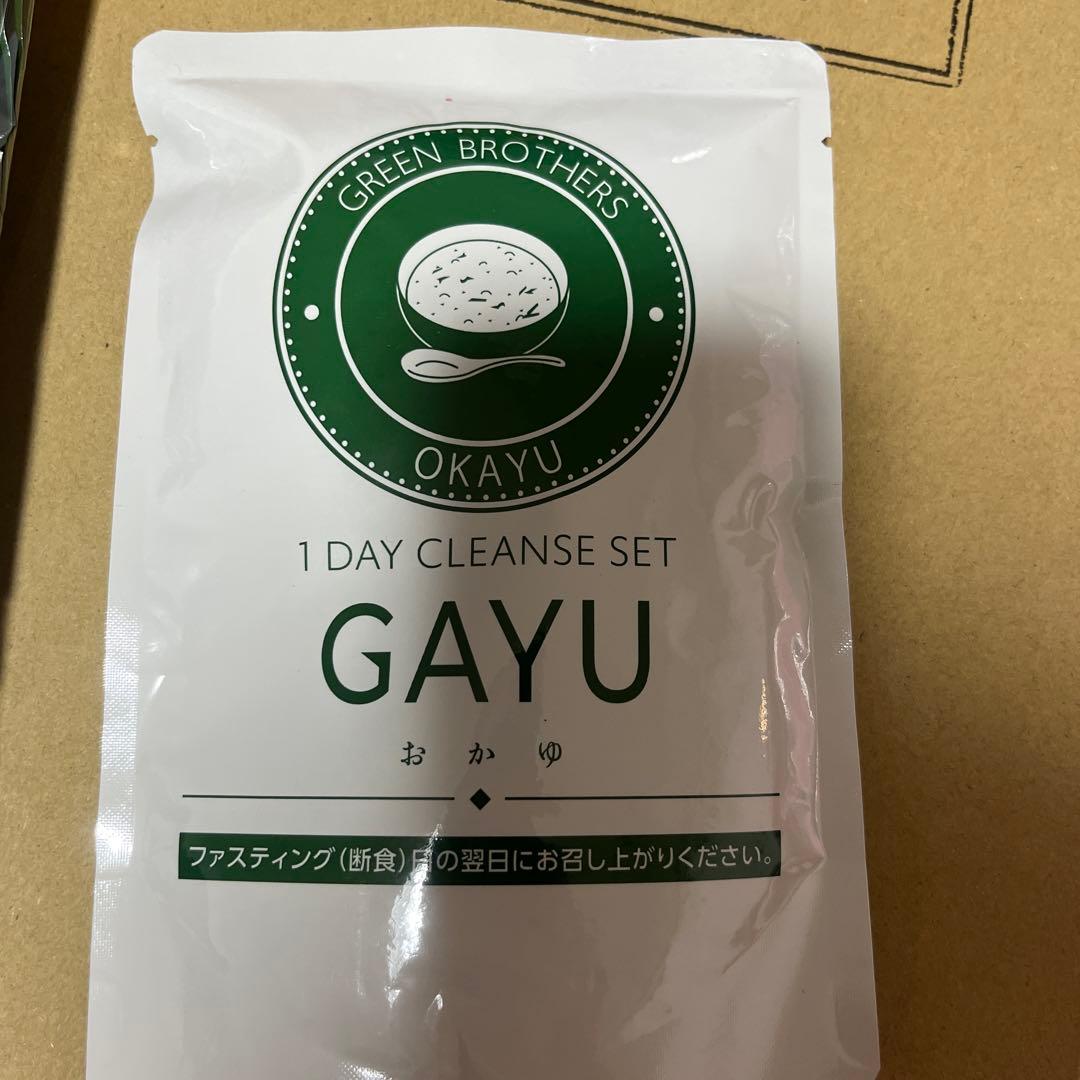 GREEN BROTHERS
OKAYU
1 DAY CLEANSE SET
GAYU
おかゆ
ファスティング(断食)日の翌日にお召し上がりください。